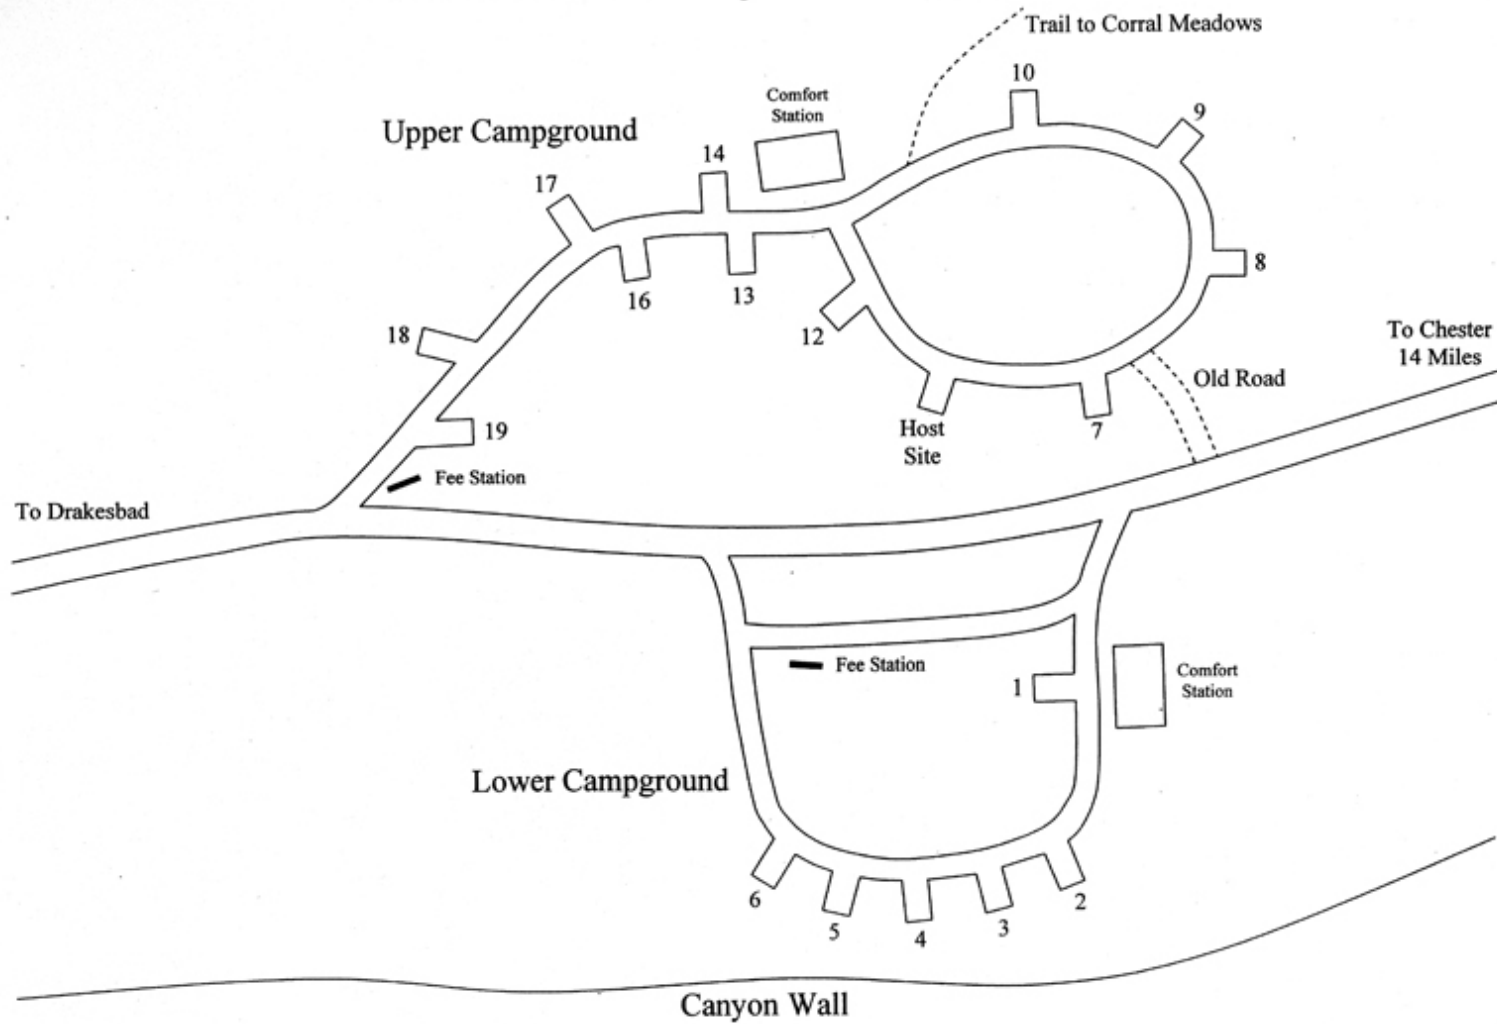 Trail to Corral Meadows
10
Comfort
Station
9
Upper Campground
14
17
8
16
13
12
18
To Chester
14 Miles
Old Road
19
Host
Site
7
Fee Station
To Drakesbad
Fee Station
1
Comfort
Station
Lower Campground
6
2
5
4
3
Canyon Wall